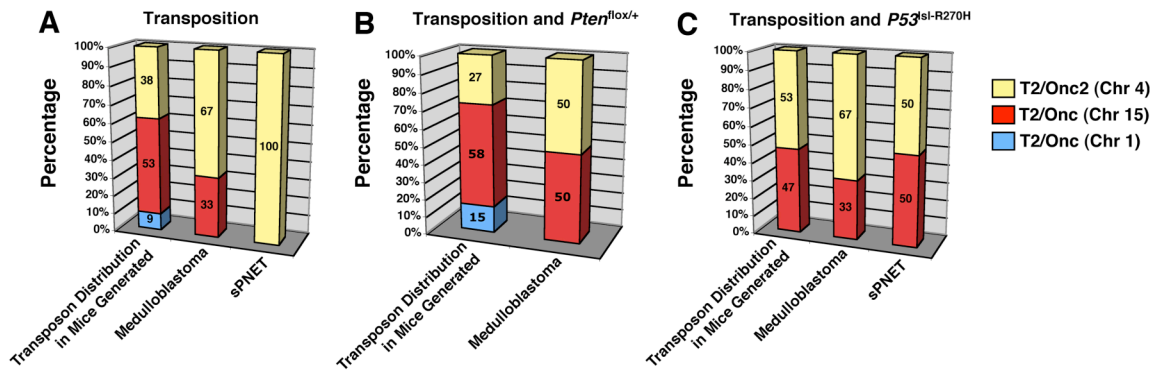 A
Transposition
Percentage
100%
90%
80%
70%
60%
50%
40%
30%
20%
10%
0%
38
53
9
67
33
100
Transposon Distribution
in Mice Generated
Medulloblastoma
sPNET
B
Transposition and Ptenflox/+
Percentage
100%
90%
80%
70%
60%
50%
40%
30%
20%
10%
0%
27
58
15
50
50
Transposon Distribution
in Mice Generated
Medulloblastoma
C
Transposition and P53lsl-R270H
Percentage
100%
90%
80%
70%
60%
50%
40%
30%
20%
10%
0%
53
47
67
33
50
50
Transposon Distribution
in Mice Generated
Medulloblastoma
sPNET
T2/Onc2 (Chr 4)
T2/Onc (Chr 15)
T2/Onc (Chr 1)